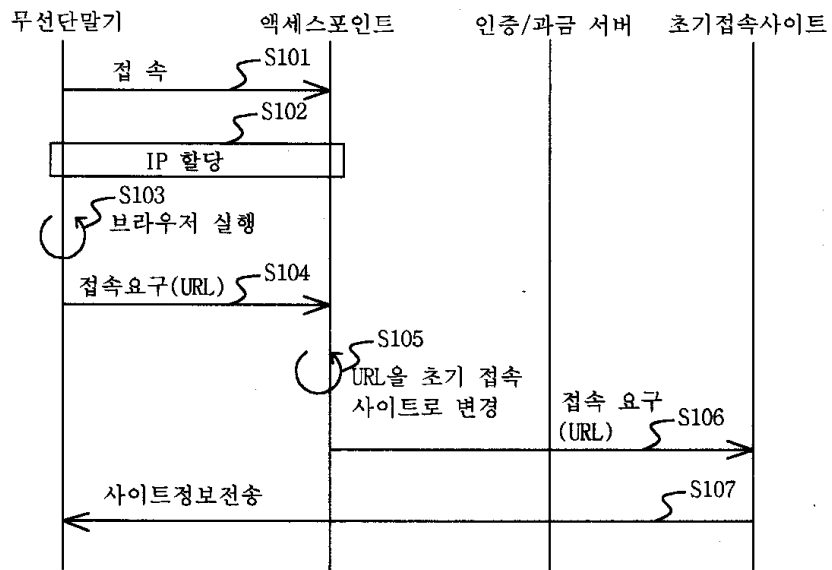 무선단말기 액세스포인트 인증/과금 서버 초기접속사이트
S101
접 속
S102
IP 할당
S103
브라우저 실행
S104
접속요구(URL)
S105
URL을 초기 접속
사이트로 변경
접속 요구
(URL)
S106
사이트정보전송
S107